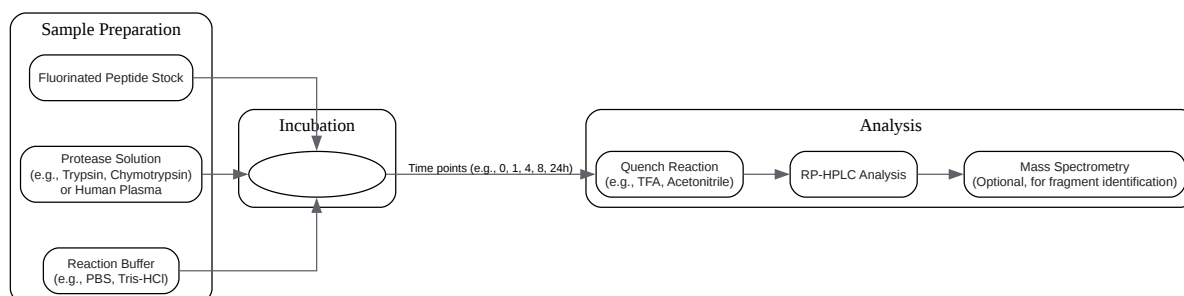 Sample Preparation
Fluorinated Peptide Stock
Protease Solution
(e.g., Trypsin, Chymotrypsin)
or Human Plasma
Reaction Buffer
(e.g., PBS, Tris-HCl)
Incubation
Time points (e.g., 0, 1, 4, 8, 24h)
Analysis
Quench Reaction
(e.g., TFA, Acetonitrile)
RP-HPLC Analysis
Mass Spectrometry
(Optional, for fragment identification)